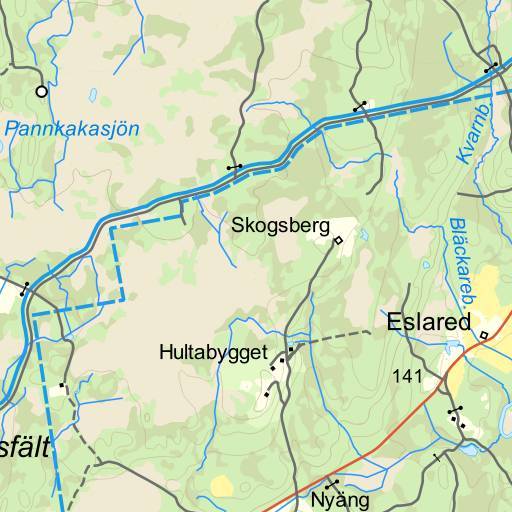 Pannkakasjön
Kvarnb.
Skogsberg
Bläckareb.
Eslared
Hultabygget
141
sfält
Nyäng